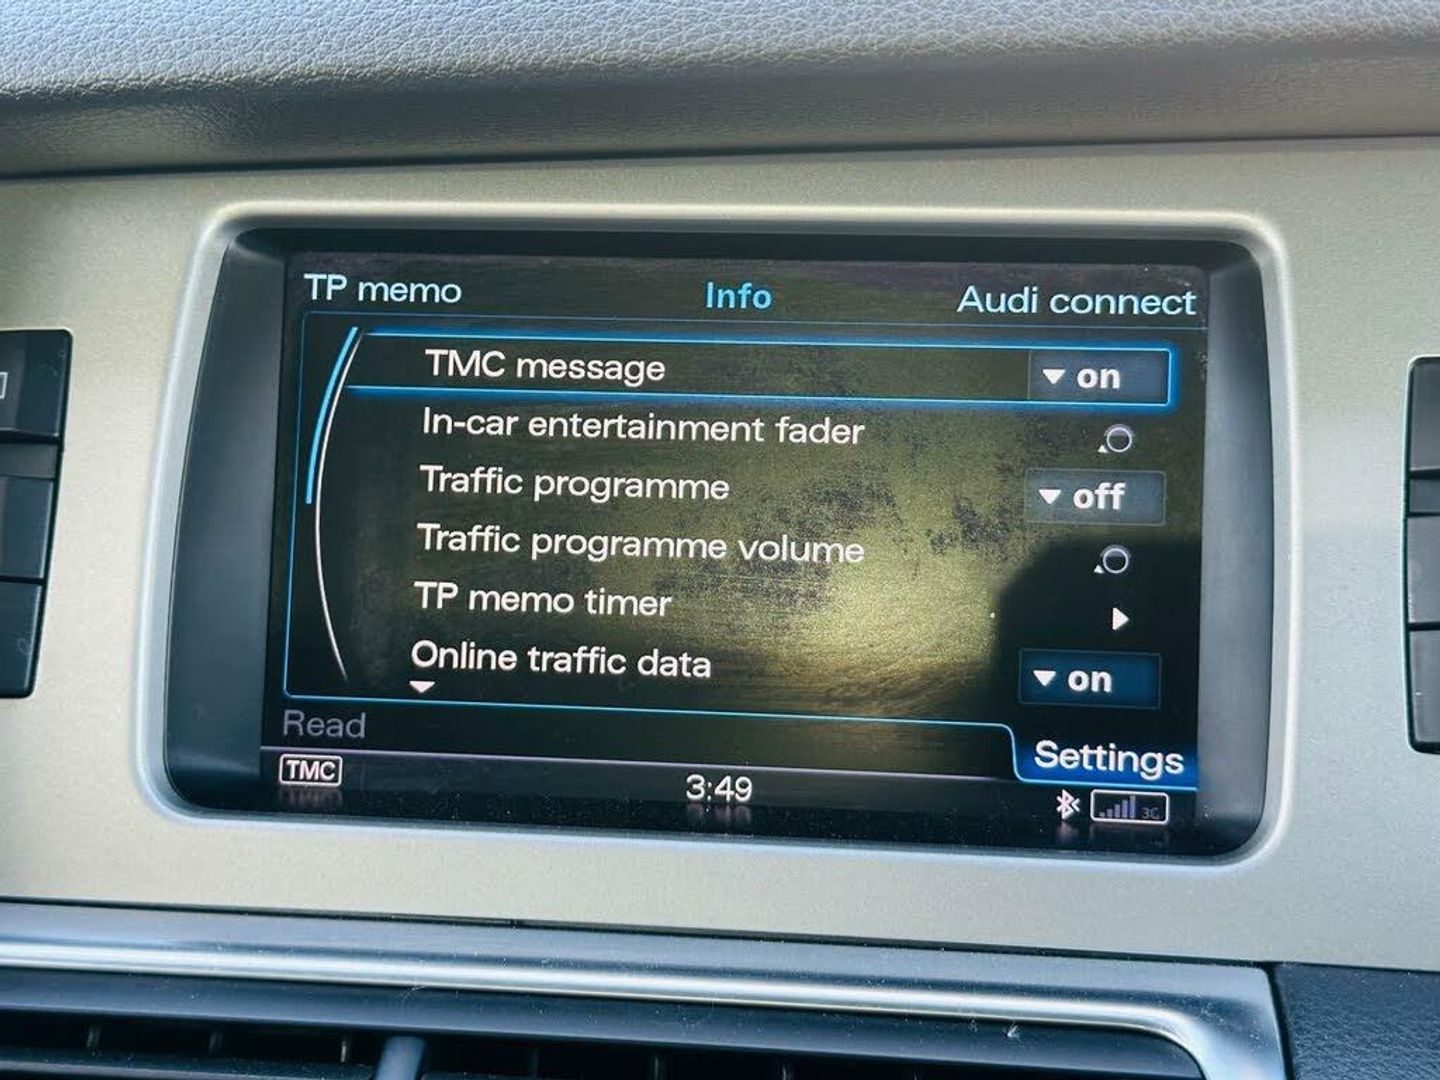 TP memo
Info
Audi connect
TMC message
on
In-car entertainment fader
Traffic programme
off
Traffic programme volume
TP memo timer
Online traffic data
on
Read
Settings
TMC
3:49
3G